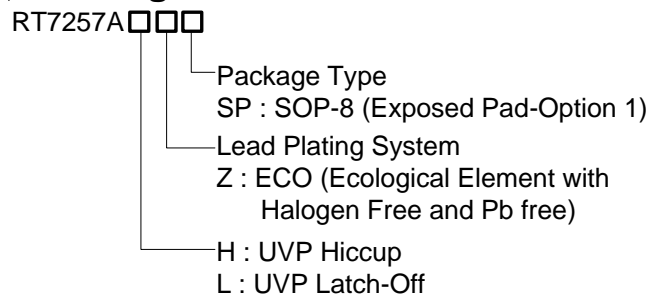 RT7257A□□□
Package Type
SP : SOP-8 (Exposed Pad-Option 1)
Lead Plating System
Z : ECO (Ecological Element with
Halogen Free and Pb free)
H : UVP Hiccup
L : UVP Latch-Off